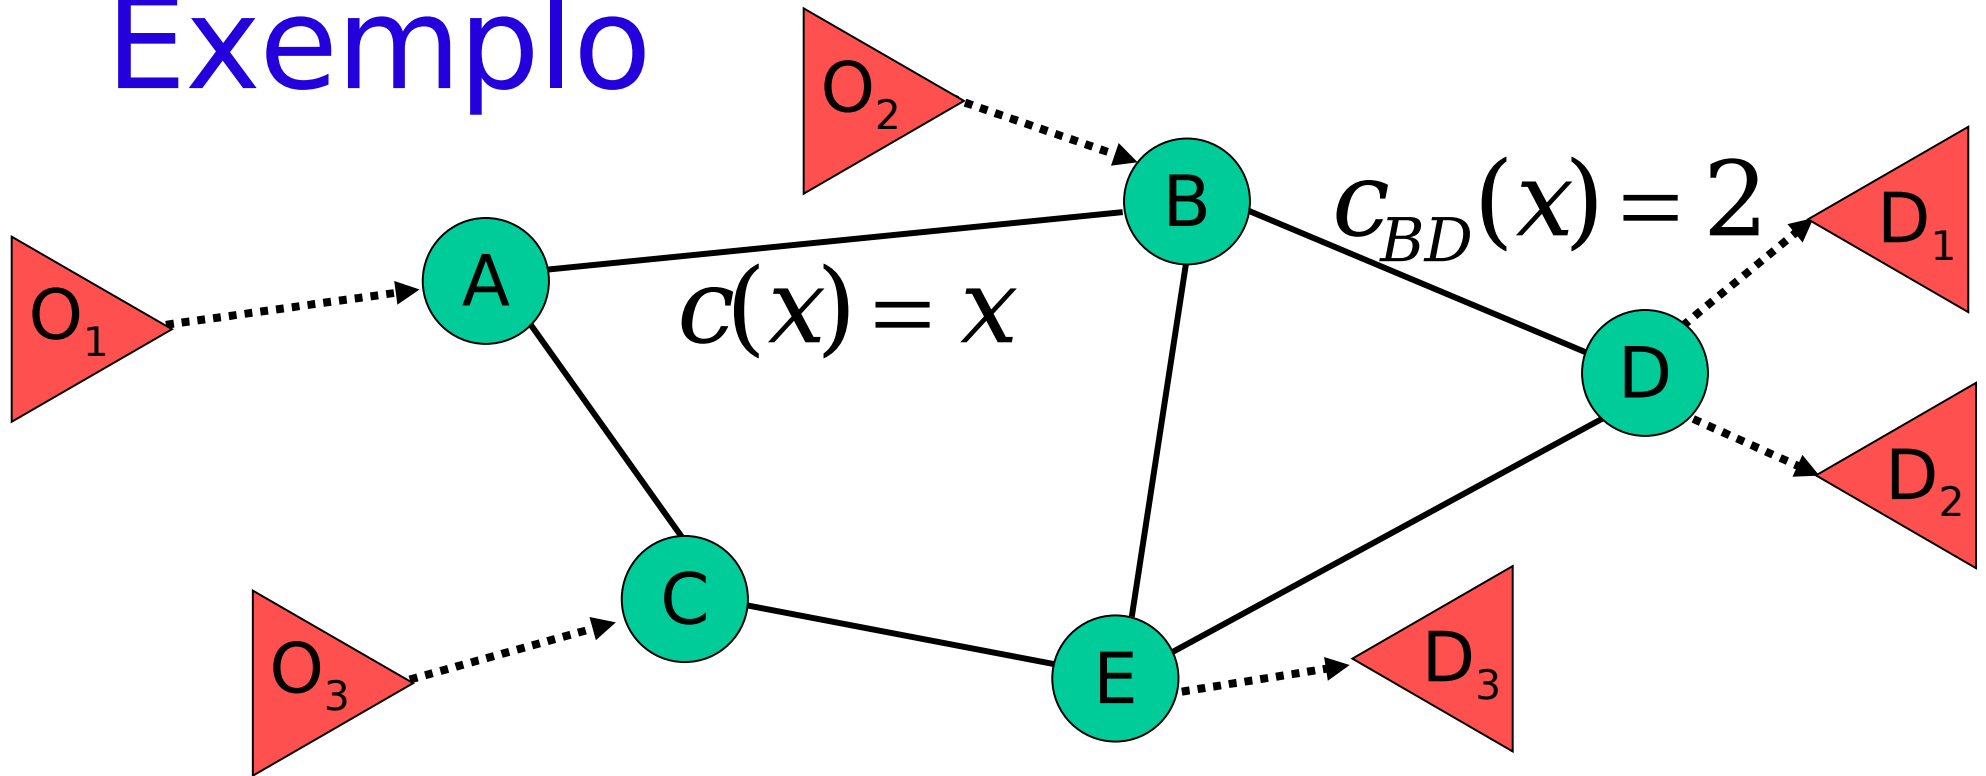 Exemplo
O2
B
c_BD(x) = 2
D1
A
c(x) = x
O1
D
D2
C
O3
E
D3